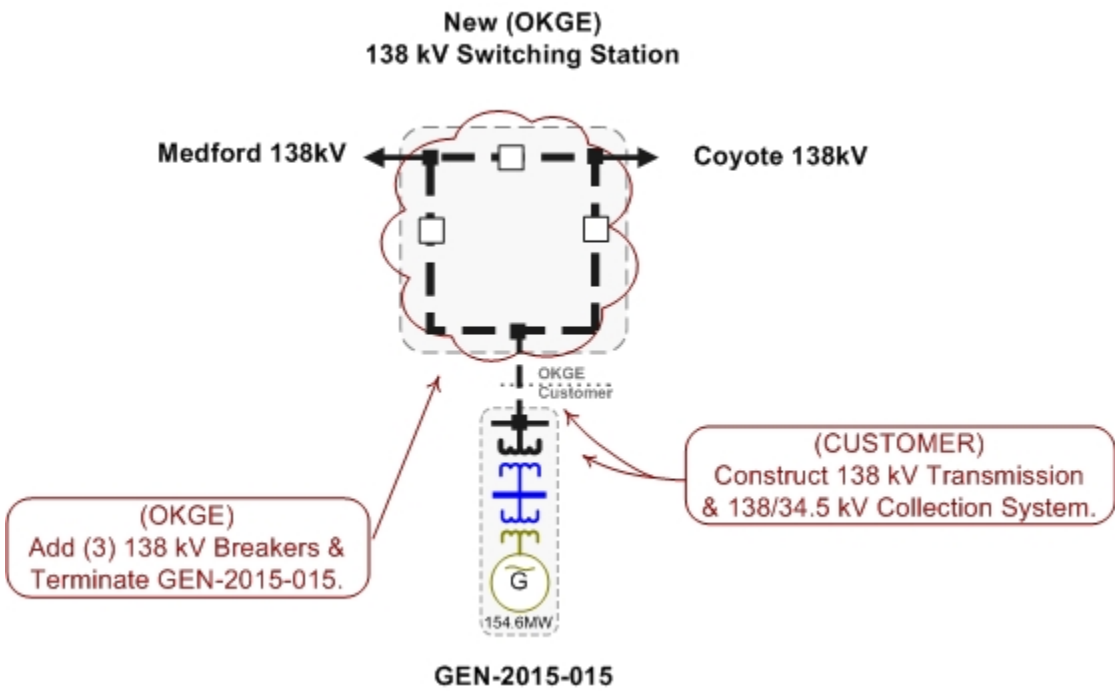 New (OKGE)
138 kV Switching Station
Medford 138kV
Coyote 138kV
OKGE
Customer
(CUSTOMER)
Construct 138 kV Transmission
& 138/34.5 kV Collection System.
(OKGE)
Add (3) 138 kV Breakers &
Terminate GEN-2015-015.
G
154.6MW
GEN-2015-015